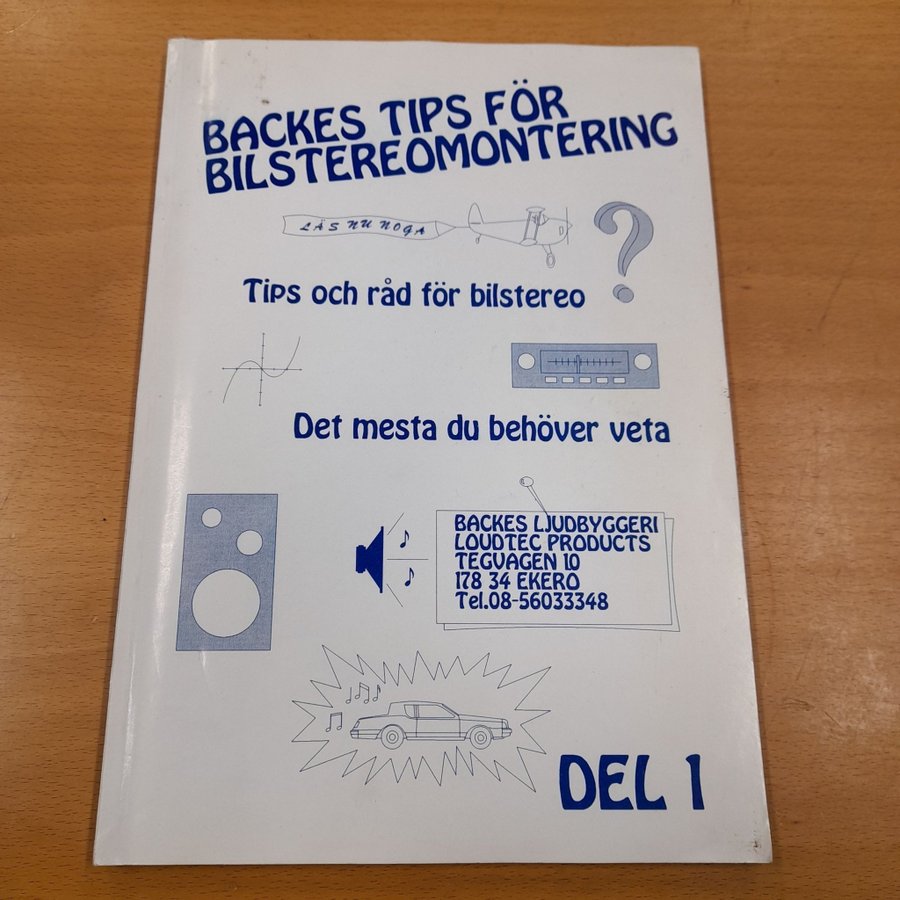 BACKES TIPS FÖR
BILSTEREOMONTERING
LÄS NU NOGA
?
Tips och råd för bilstereo
Det mesta du behöver veta
BACKES LJUDBYGGERI
LOUDTEC PRODUCTS
TEGVAGEN 10
178 34 EKERO
Tel.08-56033348
DEL 1